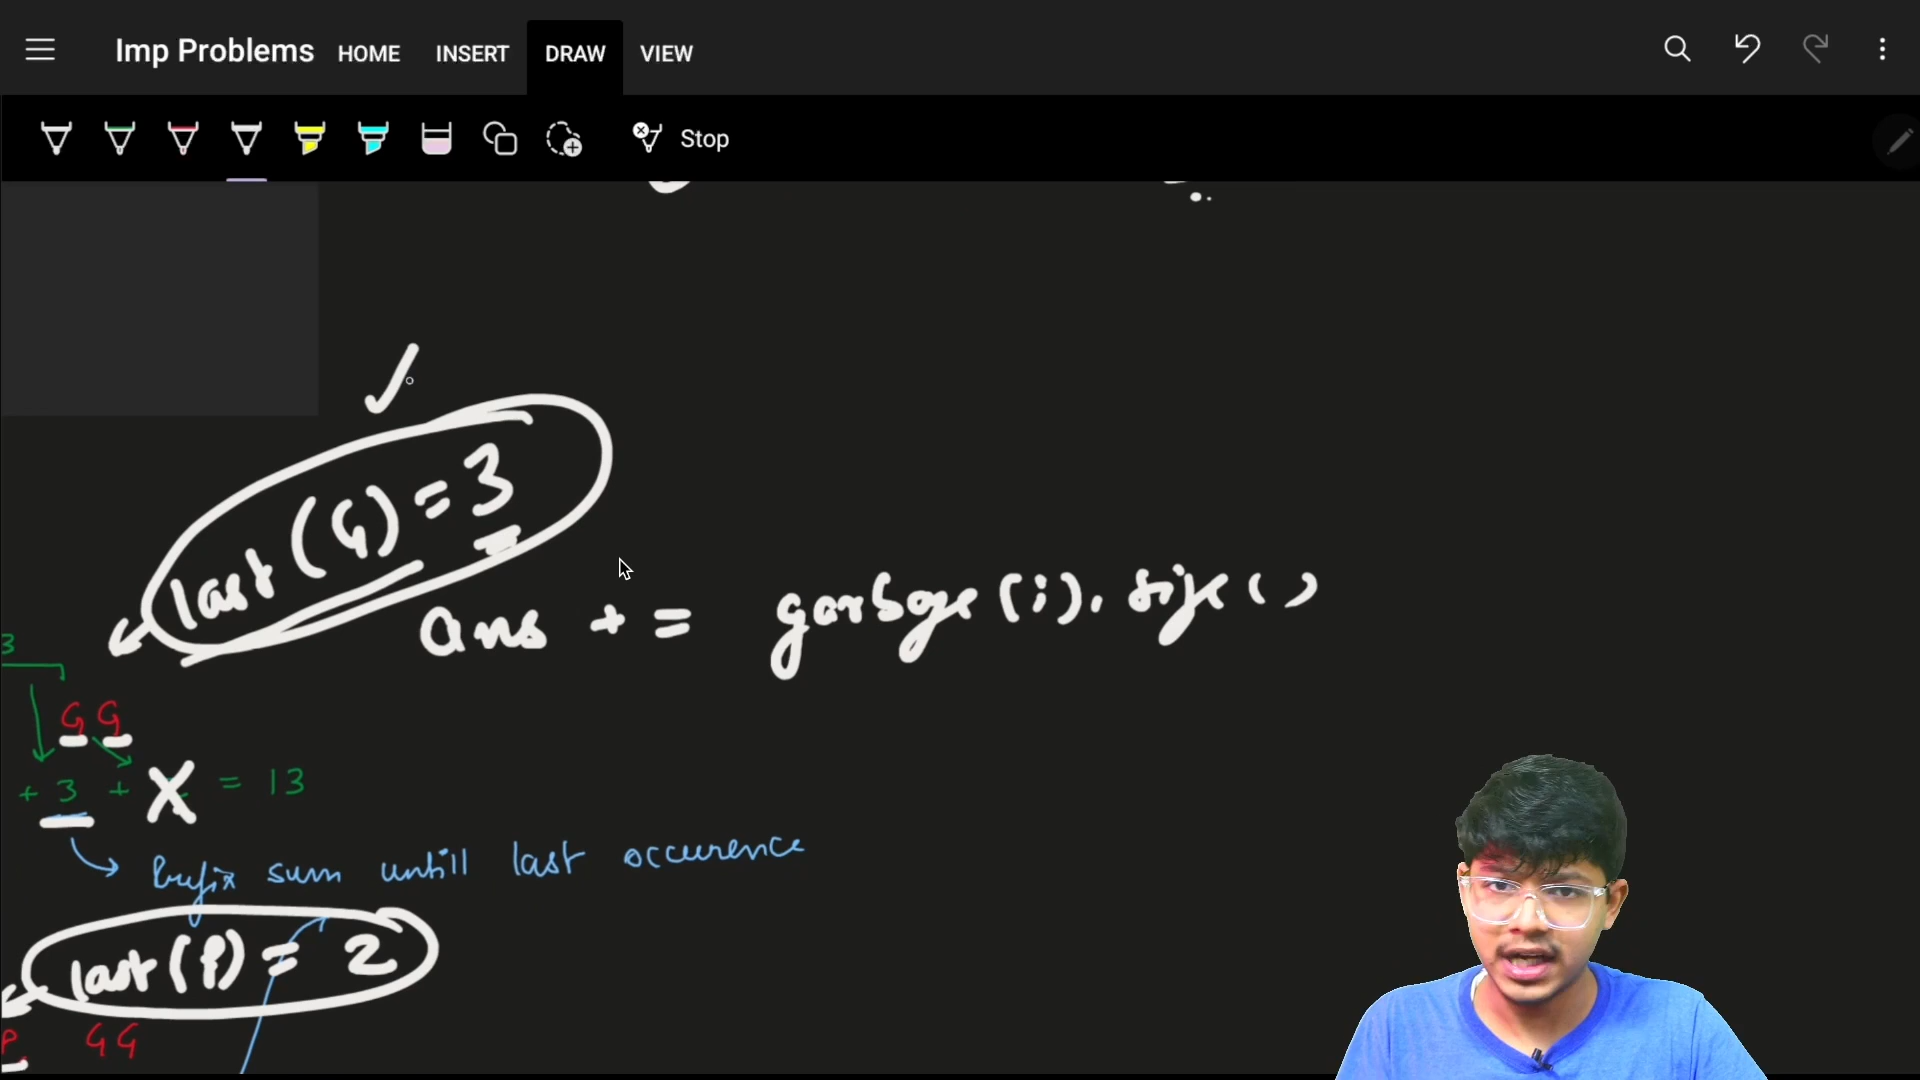 Imp Problems HOME INSERT DRAW VIEW
Stop
last (G) = 3
ans + = garbage (i). size ()
3
G G
+ 3 + = 13
Prefix sum untill last occurence
last (P) = 2
P G G